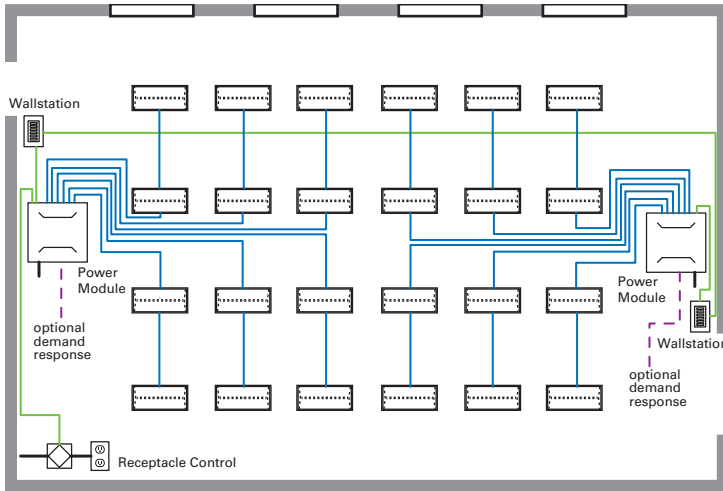 Wallstation
Power
Module
optional
demand
response
Receptacle Control
Power
Module
Wallstation
optional
demand
response